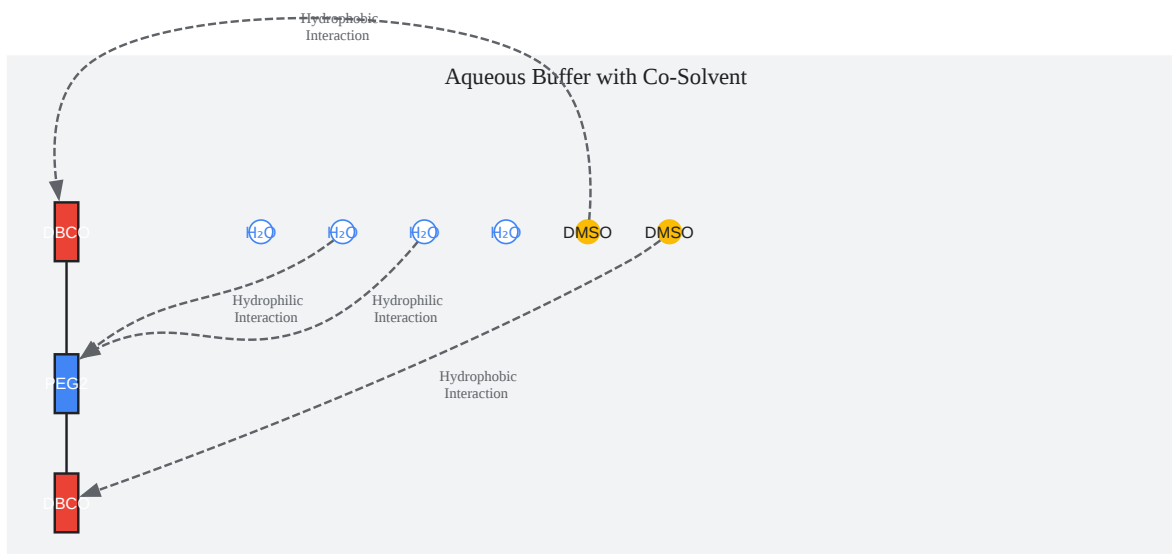 Hydrophobic
Interaction
Aqueous Buffer with Co-Solvent
DBCO
H₂O
H₂O
H₂O
H₂O
DMSO
DMSO
Hydrophilic
Interaction
Hydrophilic
Interaction
PEG2
Hydrophobic
Interaction
DBCO